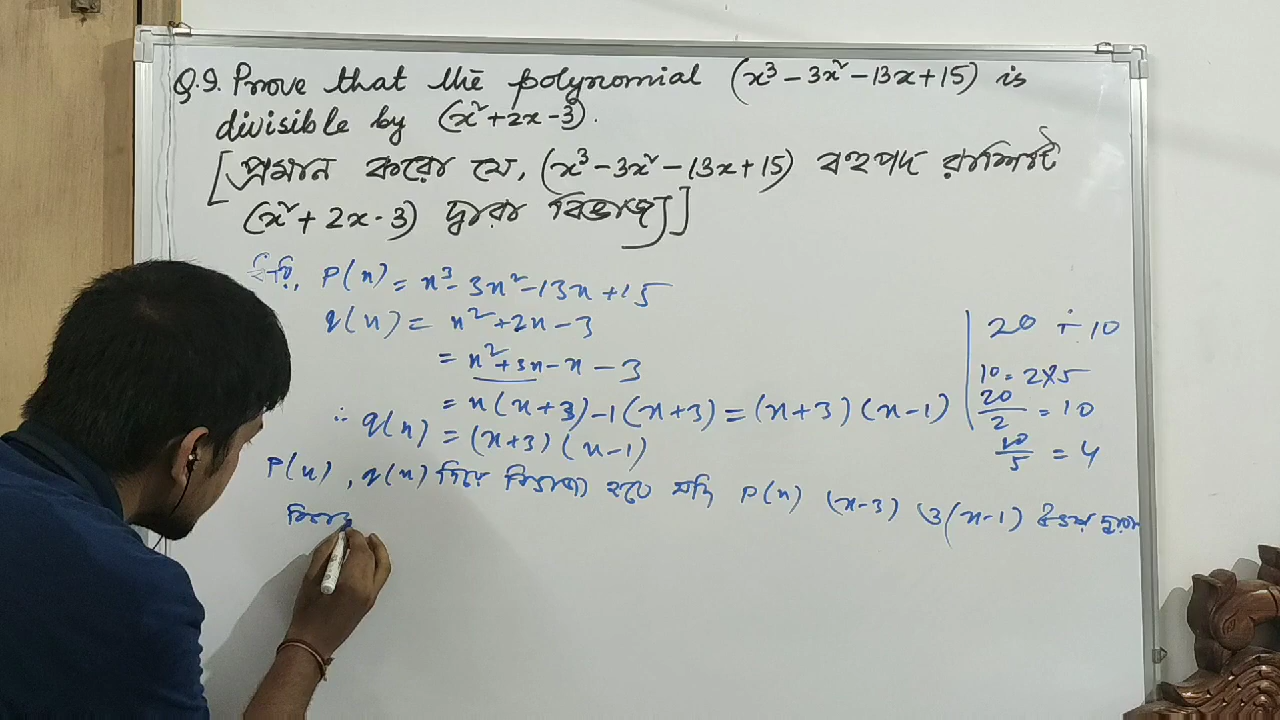 Q.9. Prove that the polynomial (x³ - 3x² - 13x + 15) is
divisible by (x² + 2x - 3).
[প্রমান করো যে, (x³ - 3x² - 13x + 15) বহুপদ রাশিটি
(x² + 2x - 3) দ্বারা বিভাজ্য]
ধরি, P(x) = x³ - 3x² - 13x + 15
q(x) = x² + 2x - 3
= x² + 3x - x - 3
= x(x+3) - 1(x+3) = (x+3)(x-1)
∴ q(x) = (x+3)(x-1)
P(x), q(x) দিয়ে বিভাজ্য হবে যদি P(x) (x-3) ও (x-1) উভয় দ্বারা
20 ÷ 10
10 = 2×5
20/2 = 10
20/5 = 4